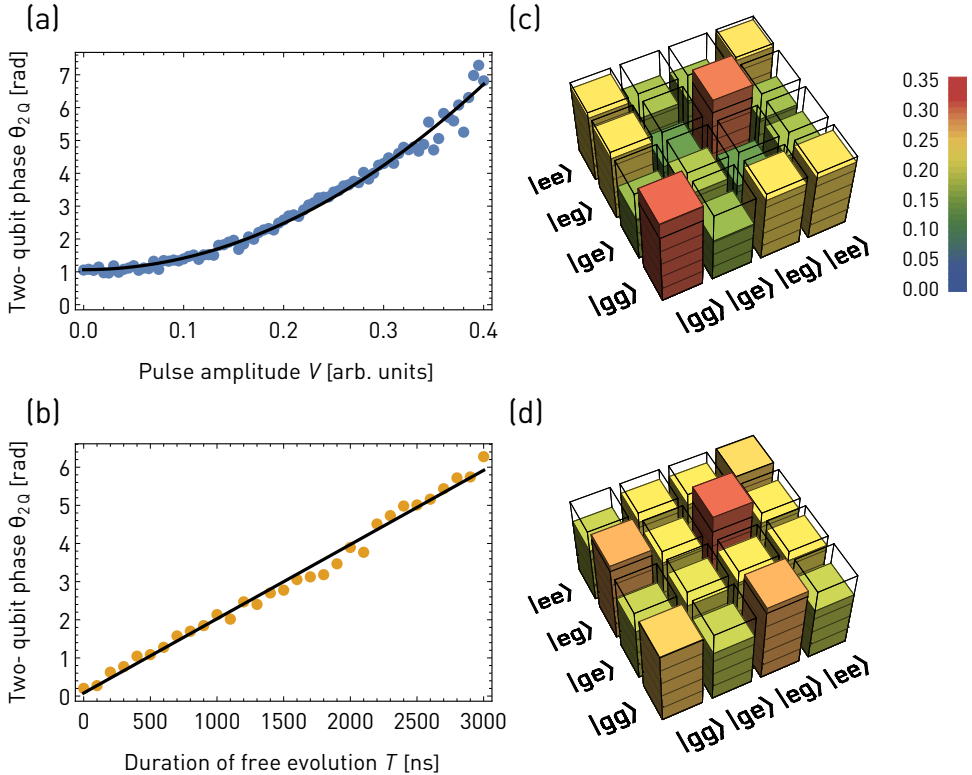 (a)
Two- qubit phase θ2Q [rad]
7
6
5
4
3
2
1
0
0.0 0.1 0.2 0.3 0.4
Pulse amplitude V [arb. units]
(c)
|ee⟩
|eg⟩
|ge⟩
|gg⟩
|gg⟩ |ge⟩ |eg⟩ |ee⟩
0.35
0.30
0.25
0.20
0.15
0.10
0.05
0.00
(b)
Two- qubit phase θ2Q [rad]
6
5
4
3
2
1
0
0 500 1000 1500 2000 2500 3000
Duration of free evolution T [ns]
(d)
|ee⟩
|eg⟩
|ge⟩
|gg⟩
|gg⟩ |ge⟩ |eg⟩ |ee⟩